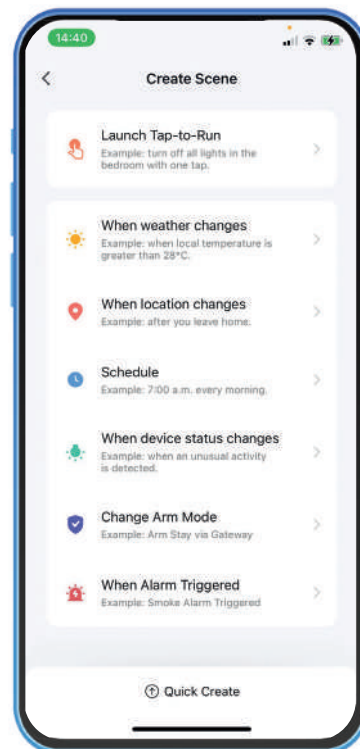 14:40
Create Scene
Launch Tap-to-Run
Example: turn off all lights in the
bedroom with one tap.
When weather changes
Example: when local temperature is
greater than 28°C.
When location changes
Example: after you leave home.
Schedule
Example: 7:00 a.m. every morning.
When device status changes
Example: when an unusual activity
is detected.
Change Arm Mode
Example: Arm Stay via Gateway
When Alarm Triggered
Example: Smoke Alarm Triggered
Quick Create